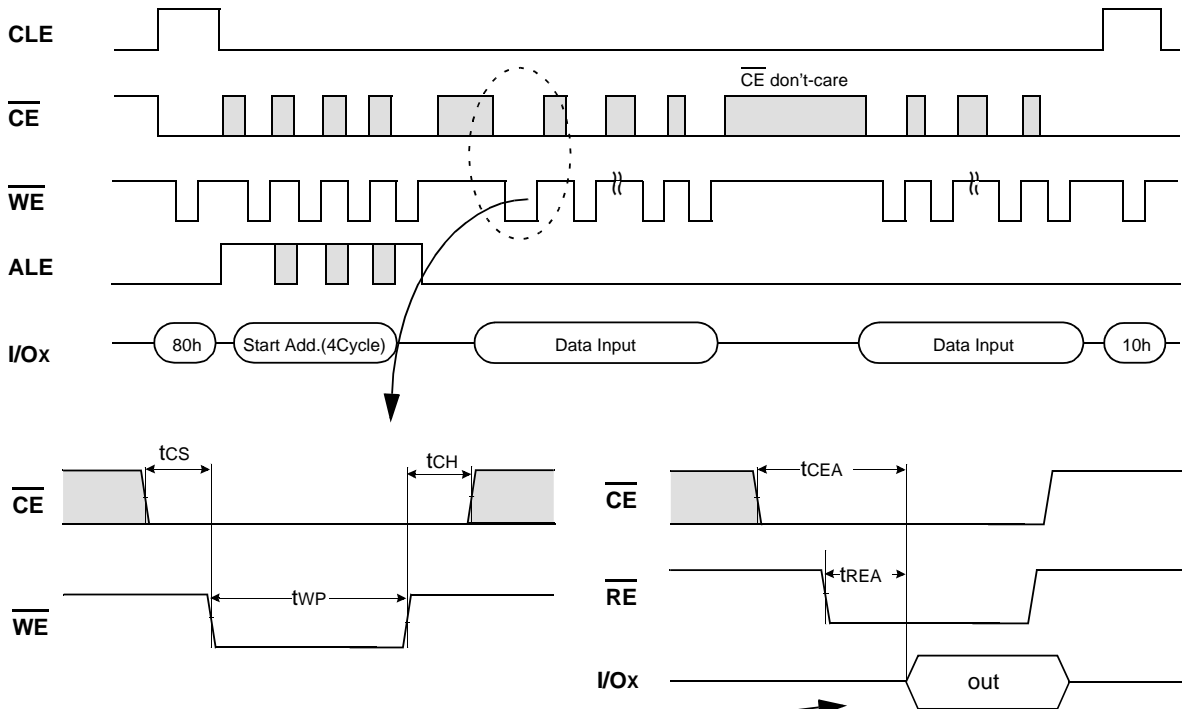 CLE
CE don't-care
CE
WE
ALE
I/Ox
80h
Start Add.(4Cycle)
Data Input
Data Input
10h
tCS
tCH
CE
tWP
WE
tCEA
CE
tREA
RE
I/Ox
out